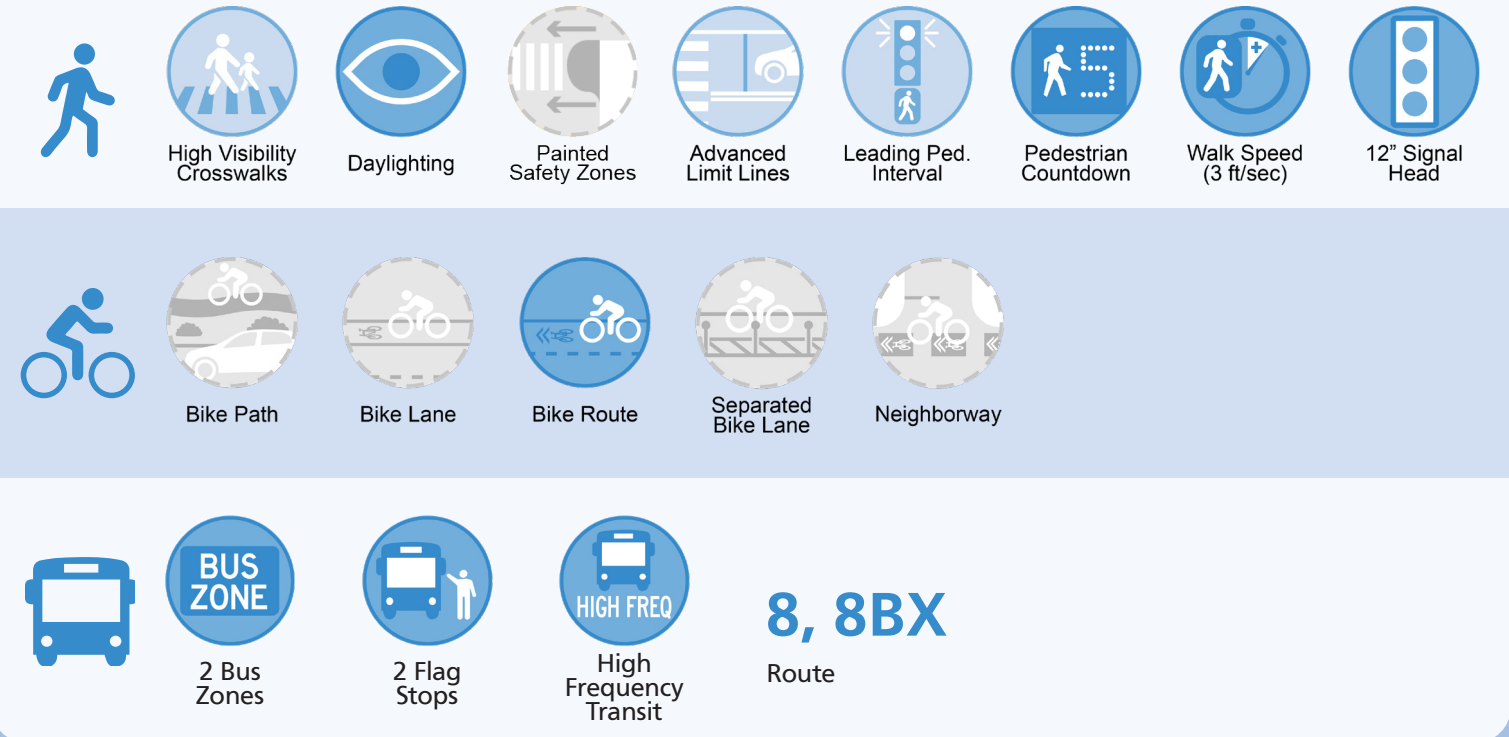 High Visibility
Crosswalks
Daylighting
Painted
Safety Zones
Advanced
Limit Lines
Leading Ped.
Interval
5
Pedestrian
Countdown
Walk Speed
(3 ft/sec)
12” Signal
Head
Bike Path
Bike Lane
Bike Route
Separated
Bike Lane
Neighborway
BUS
ZONE
2 Bus
Zones
2 Flag
Stops
HIGH FREQ
High
Frequency
Transit
8, 8BX
Route